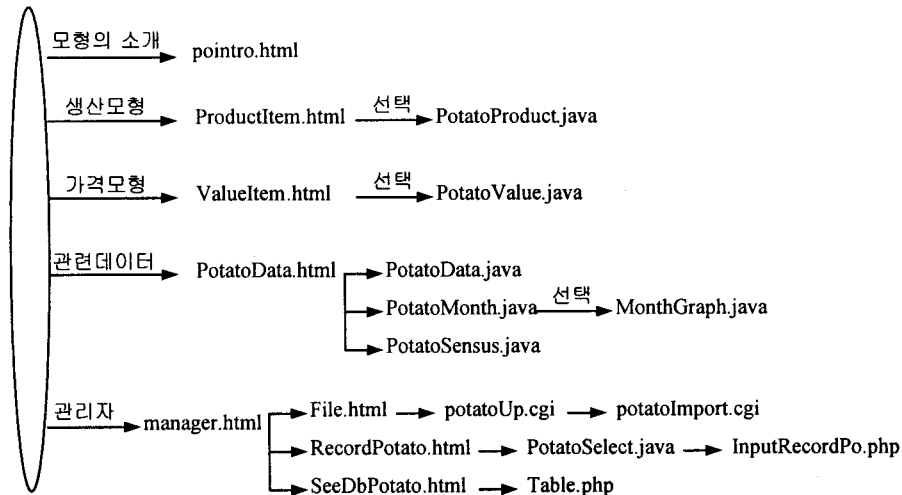 모형의 소개
pointro.html
생산모형
ProductItem.html
선택
PotatoProduct.java
가격모형
ValueItem.html
선택
PotatoValue.java
관련데이터
PotatoData.html
PotatoData.java
PotatoMonth.java
선택
MonthGraph.java
PotatoSensus.java
관리자
manager.html
File.html
potatoUp.cgi
potatoImport.cgi
RecordPotato.html
PotatoSelect.java
InputRecordPo.php
SeeDbPotato.html
Table.php